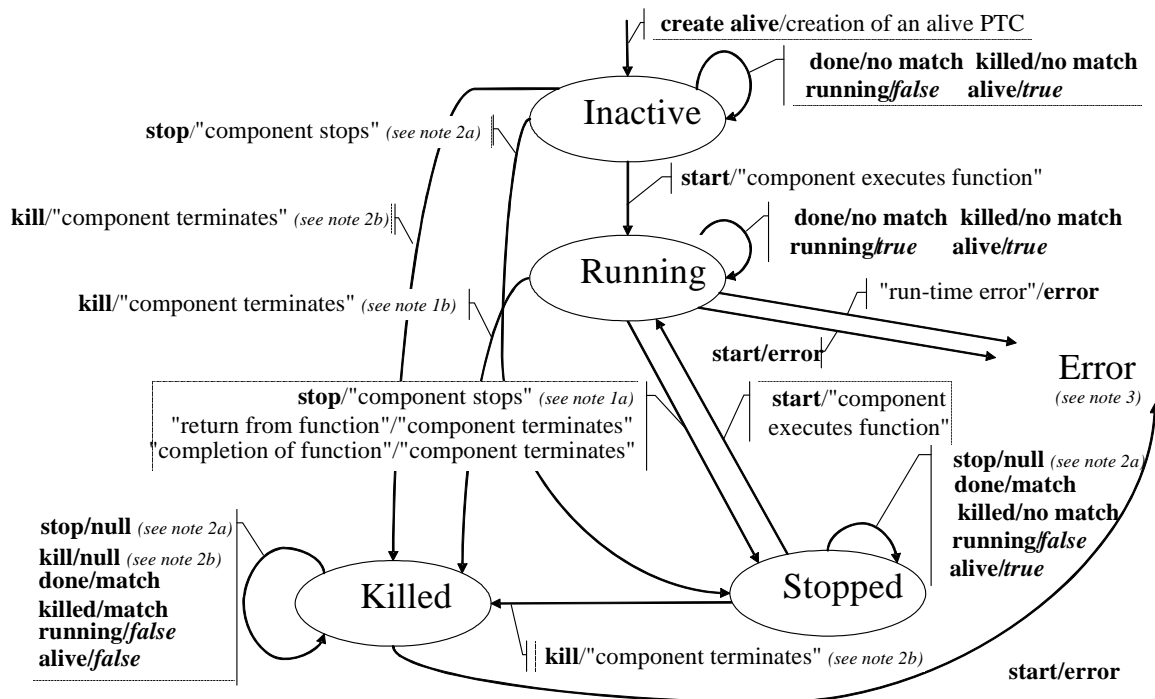 create alive/creation of an alive PTC
done/no match killed/no match
running/false alive/true
Inactive
stop/"component stops" (see note 2a)
start/"component executes function"
kill/"component terminates" (see note 2b)
done/no match killed/no match
running/true alive/true
Running
kill/"component terminates" (see note 1b)
"run-time error"/error
start/error
Error
(see note 3)
stop/"component stops" (see note 1a)
"return from function"/"component terminates"
"completion of function"/"component terminates"
start/"component
executes function"
stop/null (see note 2a)
done/match
killed/no match
running/false
alive/true
stop/null (see note 2a)
kill/null (see note 2b)
done/match
killed/match
running/false
alive/false
Killed
Stopped
kill/"component terminates" (see note 2b)
start/error